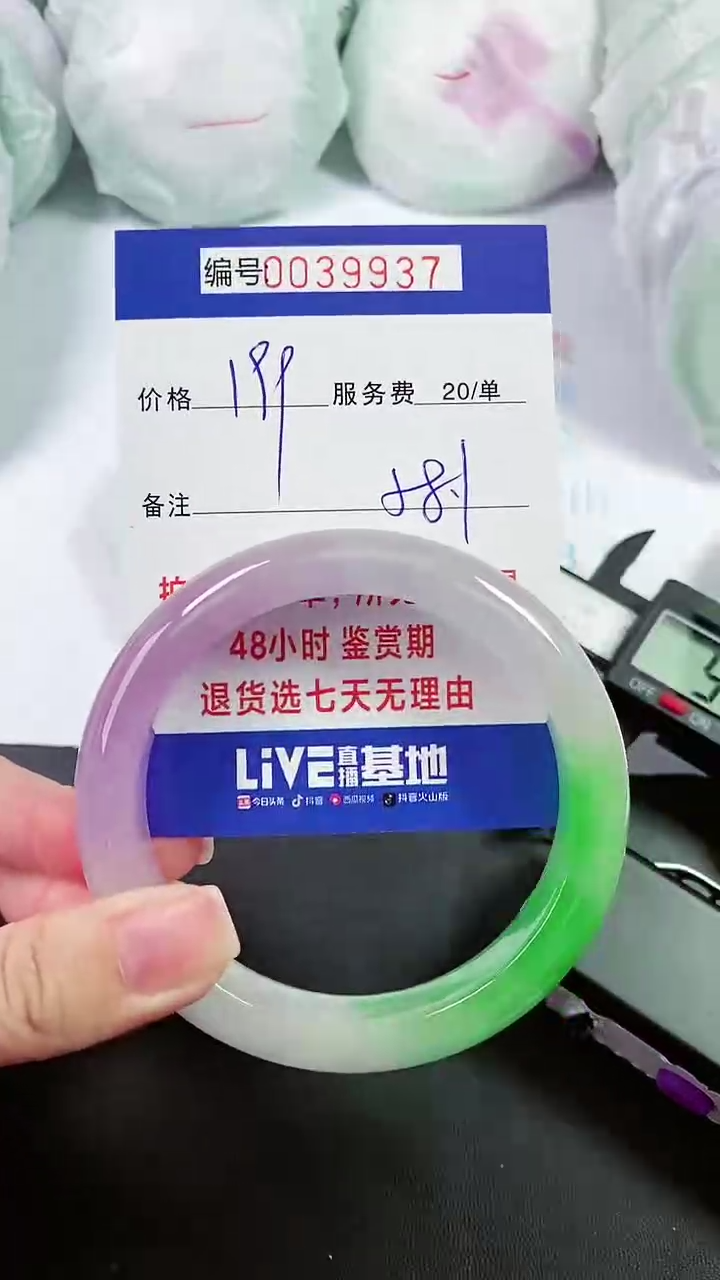 编号0039937
价格 199 服务费 20/单
备注
48小时 鉴赏期
退货选七天无理由
LiVE直播基地
今日头条 抖音 西瓜视频 抖音火山版
OFF ON